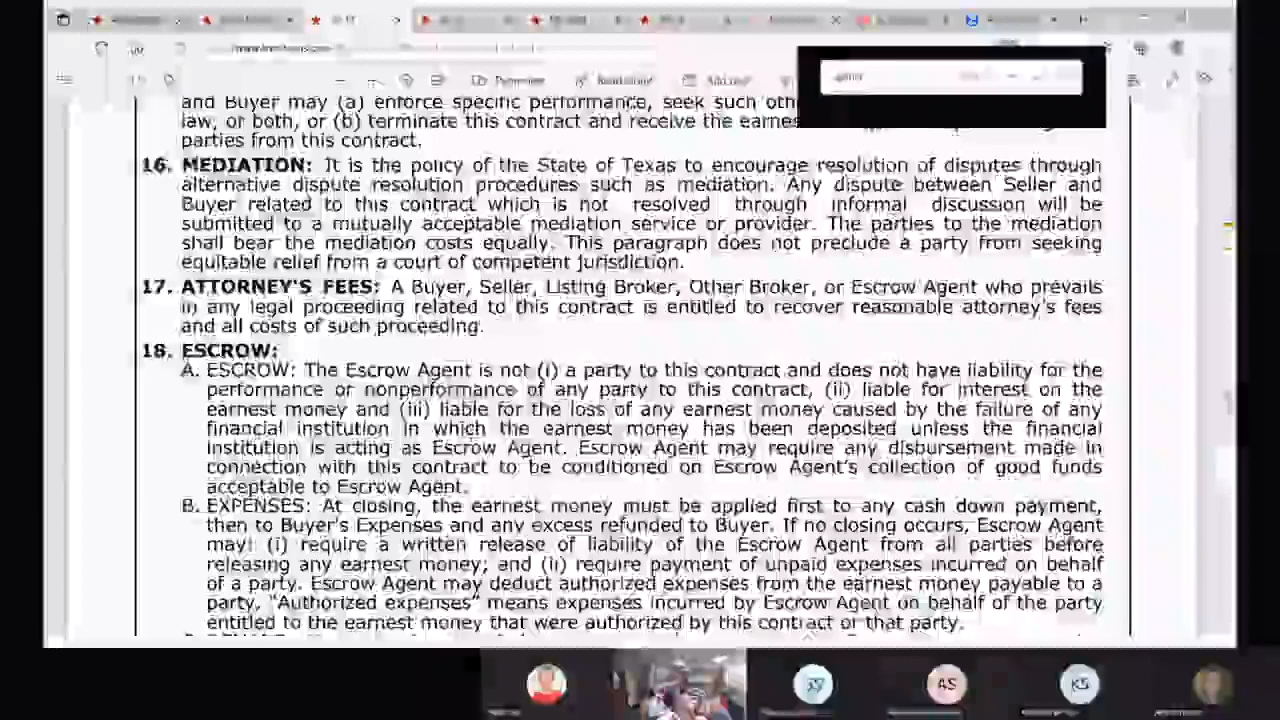 and Buyer may (a) enforce specific performance, seek such
law, or both, or (b) terminate this contract and receive the
parties from this contract.
16. MEDIATION: It is the policy of the State of Texas to encourage resolution of disputes through
alternative dispute resolution procedures such as mediation. Any dispute between Seller and
Buyer related to this contract which is not resolved through informal discussion will be
submitted to a mutually acceptable mediation service or provider. The parties to the mediation
shall bear the mediation costs equally. This paragraph does not preclude a party from seeking
equitable relief from a court of competent jurisdiction.
17. ATTORNEY'S FEES: A Buyer, Seller, Listing Broker, Other Broker, or Escrow Agent who prevails
in any legal proceeding related to this contract is entitled to recover reasonable attorney's fees
and all costs of such proceeding.
18. ESCROW:
A. ESCROW: The Escrow Agent is not (i) a party to this contract and does not have liability for the
performance or nonperformance of any party to this contract, (ii) liable for interest on the
earnest money and (iii) liable for the loss of any earnest money caused by the failure of any
financial institution in which the earnest money has been deposited unless the financial
institution is acting as Escrow Agent. Escrow Agent may require any disbursement made in
connection with this contract to be conditioned on Escrow Agent's collection of good funds
acceptable to Escrow Agent.
B. EXPENSES: At closing, the earnest money must be applied first to any cash down payment,
then to Buyer's Expenses and any excess refunded to Buyer. If no closing occurs, Escrow Agent
may: (i) require a written release of liability of the Escrow Agent from all parties before
releasing any earnest money; and (ii) require payment of unpaid expenses incurred on behalf
of a party. Escrow Agent may deduct authorized expenses from the earnest money payable to a
party. "Authorized expenses" means expenses incurred by Escrow Agent on behalf of the party
entitled to the earnest money that were authorized by this contract or that party.
AS
KS